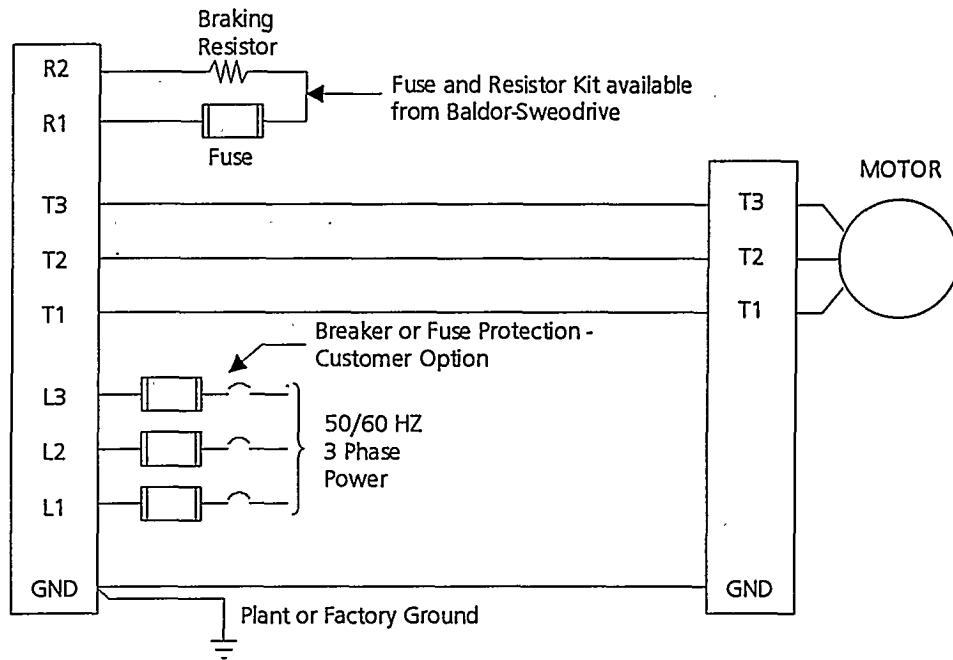 Braking
Resistor
R2
Fuse and Resistor Kit available
from Baldor-Sweodrive
R1
Fuse
MOTOR
T3
T3
T2
T2
T1
T1
Breaker or Fuse Protection -
Customer Option
L3
50/60 HZ
3 Phase
Power
L2
L1
GND
GND
Plant or Factory Ground